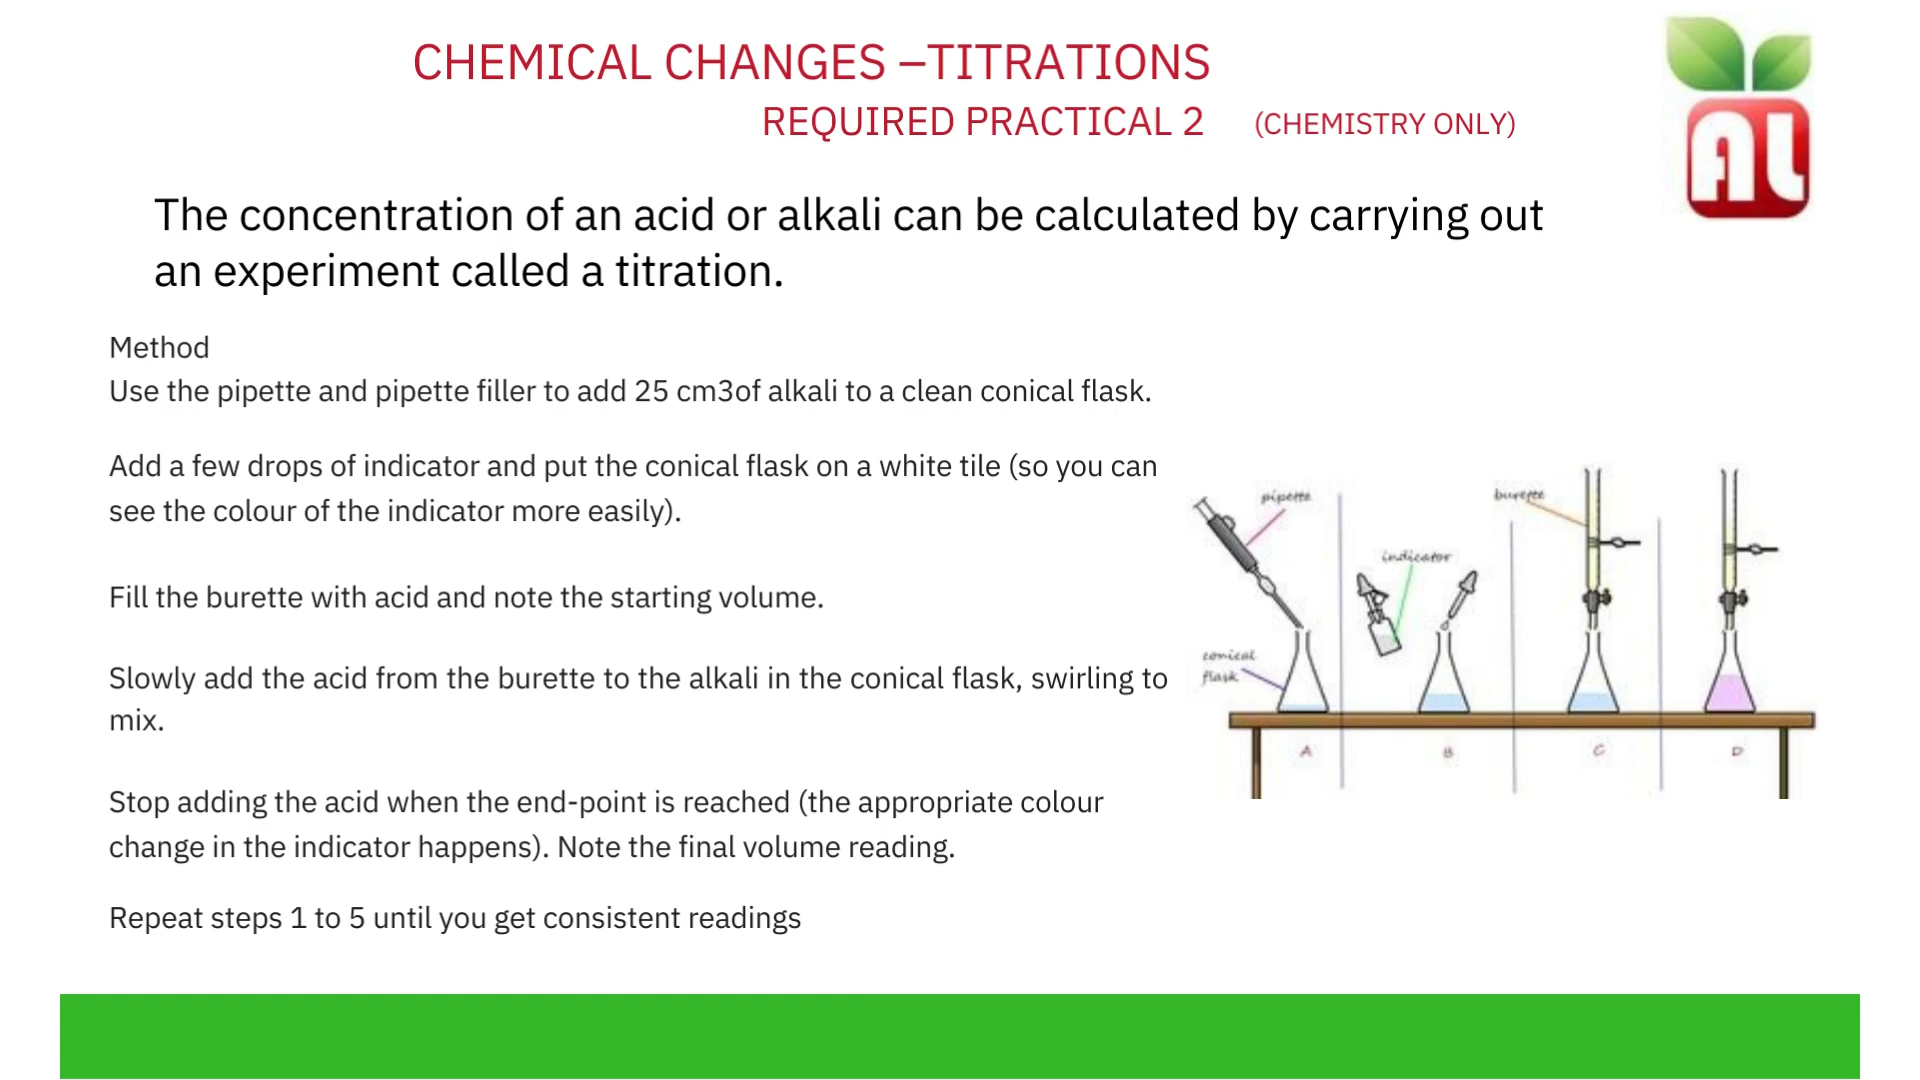 CHEMICAL CHANGES –TITRATIONS
REQUIRED PRACTICAL 2 (CHEMISTRY ONLY)
AL
The concentration of an acid or alkali can be calculated by carrying out
an experiment called a titration.
Method
Use the pipette and pipette filler to add 25 cm3of alkali to a clean conical flask.
Add a few drops of indicator and put the conical flask on a white tile (so you can
see the colour of the indicator more easily).
Fill the burette with acid and note the starting volume.
Slowly add the acid from the burette to the alkali in the conical flask, swirling to
mix.
Stop adding the acid when the end-point is reached (the appropriate colour
change in the indicator happens). Note the final volume reading.
Repeat steps 1 to 5 until you get consistent readings
pipette
burette
indicator
conical
flask
A B C D